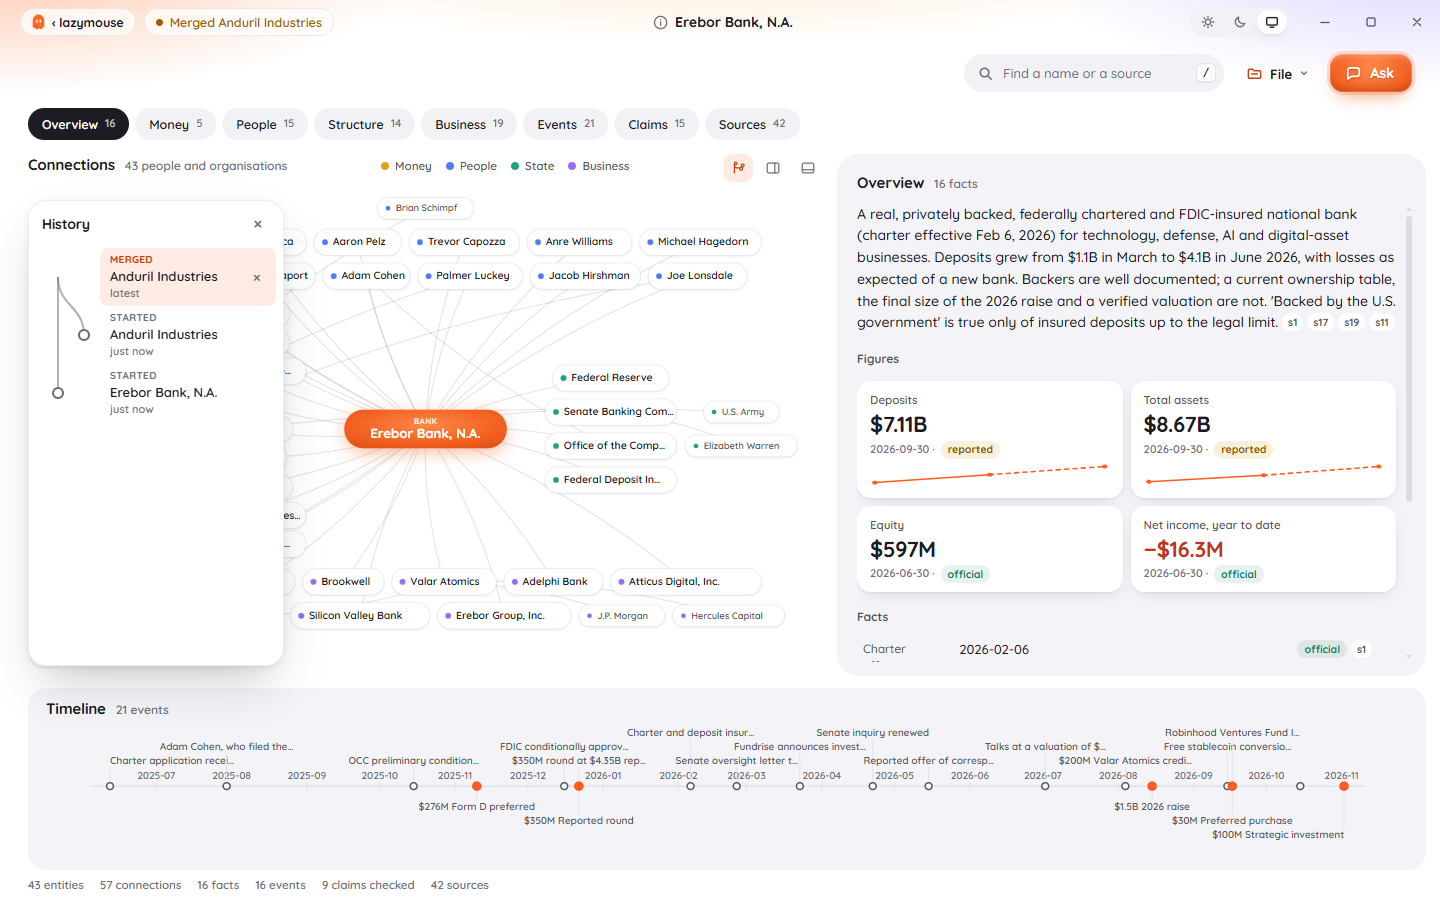 ‹ lazymouse
Merged Anduril Industries
Erebor Bank, N.A.
Find a name or a source
/
File
Ask
Overview 16
Money 5
People 15
Structure 14
Business 19
Events 21
Claims 15
Sources 42
Connections 43 people and organisations
Money
People
State
Business
History
MERGED
Anduril Industries
latest
STARTED
Anduril Industries
just now
STARTED
Erebor Bank, N.A.
just now
Brian Schimpf
ca
Aaron Pelz
Trevor Capozza
Anre Williams
Michael Hagedorn
aport
Adam Cohen
Palmer Luckey
Jacob Hirshman
Joe Lonsdale
Federal Reserve
Senate Banking Com…
U.S. Army
BANK
Erebor Bank, N.A.
Office of the Comp…
Elizabeth Warren
Federal Deposit In…
es…
Brookwell
Valar Atomics
Adelphi Bank
Atticus Digital, Inc.
Silicon Valley Bank
Erebor Group, Inc.
J.P. Morgan
Hercules Capital
Overview 16 facts
A real, privately backed, federally chartered and FDIC-insured national bank
(charter effective Feb 6, 2026) for technology, defense, AI and digital-asset
businesses. Deposits grew from $1.1B in March to $4.1B in June 2026, with losses as
expected of a new bank. Backers are well documented; a current ownership table,
the final size of the 2026 raise and a verified valuation are not. 'Backed by the U.S.
government' is true only of insured deposits up to the legal limit. s1 s17 s19 s11
Figures
Deposits
$7.11B
2026-09-30 · reported
Total assets
$8.67B
2026-09-30 · reported
Equity
$597M
2026-06-30 · official
Net income, year to date
−$16.3M
2026-06-30 · official
Facts
Charter
2026-02-06
official
s1
Timeline 21 events
Charter and deposit insur…
Senate inquiry renewed
Robinhood Ventures Fund I…
Adam Cohen, who filed the…
FDIC conditionally approv…
Fundrise announces invest…
Talks at a valuation of $…
Free stablecoin conversio…
Charter application recei…
OCC preliminary condition…
$350M round at $4.35B rep…
Senate oversight letter t…
Reported offer of corresp…
$200M Valar Atomics credi…
2025-07
2025-08
2025-09
2025-10
2025-11
2025-12
2026-01
2026-02
2026-03
2026-04
2026-05
2026-06
2026-07
2026-08
2026-09
2026-10
2026-11
$276M Form D preferred
$1.5B 2026 raise
$350M Reported round
$30M Preferred purchase
$100M Strategic investment
43 entities
57 connections
16 facts
16 events
9 claims checked
42 sources